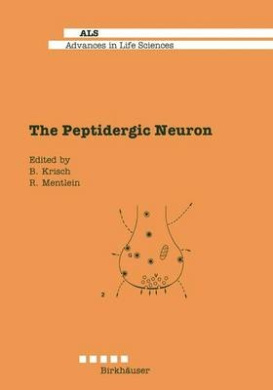 ALS
Advances in Life Sciences
The Peptidergic Neuron
Edited by
B. Krisch
R. Mentlein
Birkhäuser